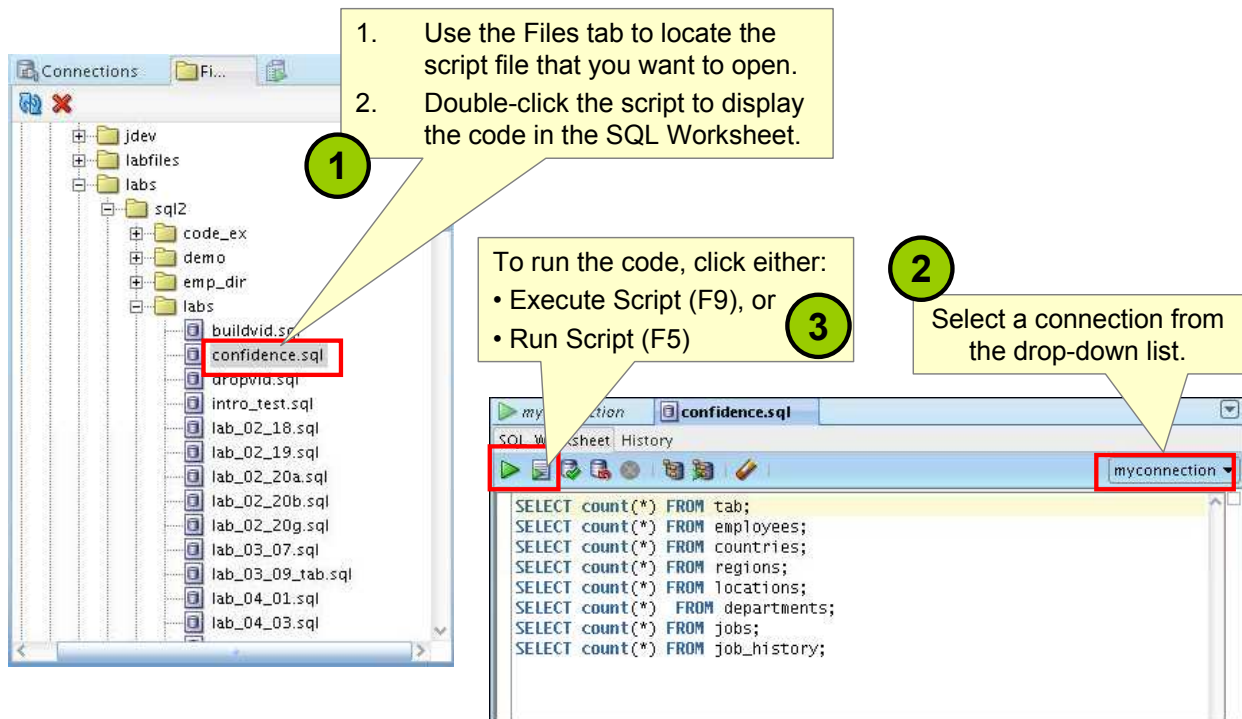 1. Use the Files tab to locate the
script file that you want to open.
2. Double-click the script to display
the code in the SQL Worksheet.
Connections
Fi...
1
jdev
labfiles
labs
sql2
code_ex
demo
emp_dir
labs
buildvid.sql
confidence.sql
dropvid.sql
intro_test.sql
lab_02_18.sql
lab_02_19.sql
lab_02_20a.sql
lab_02_20b.sql
lab_02_20g.sql
lab_03_07.sql
lab_03_09_tab.sql
lab_04_01.sql
lab_04_03.sql
To run the code, click either:
• Execute Script (F9), or
• Run Script (F5)
3
2
Select a connection from
the drop-down list.
confidence.sql
SQL History
myconnection
SELECT count(*) FROM tab;
SELECT count(*) FROM employees;
SELECT count(*) FROM countries;
SELECT count(*) FROM regions;
SELECT count(*) FROM locations;
SELECT count(*)  FROM departments;
SELECT count(*) FROM jobs;
SELECT count(*) FROM job_history;